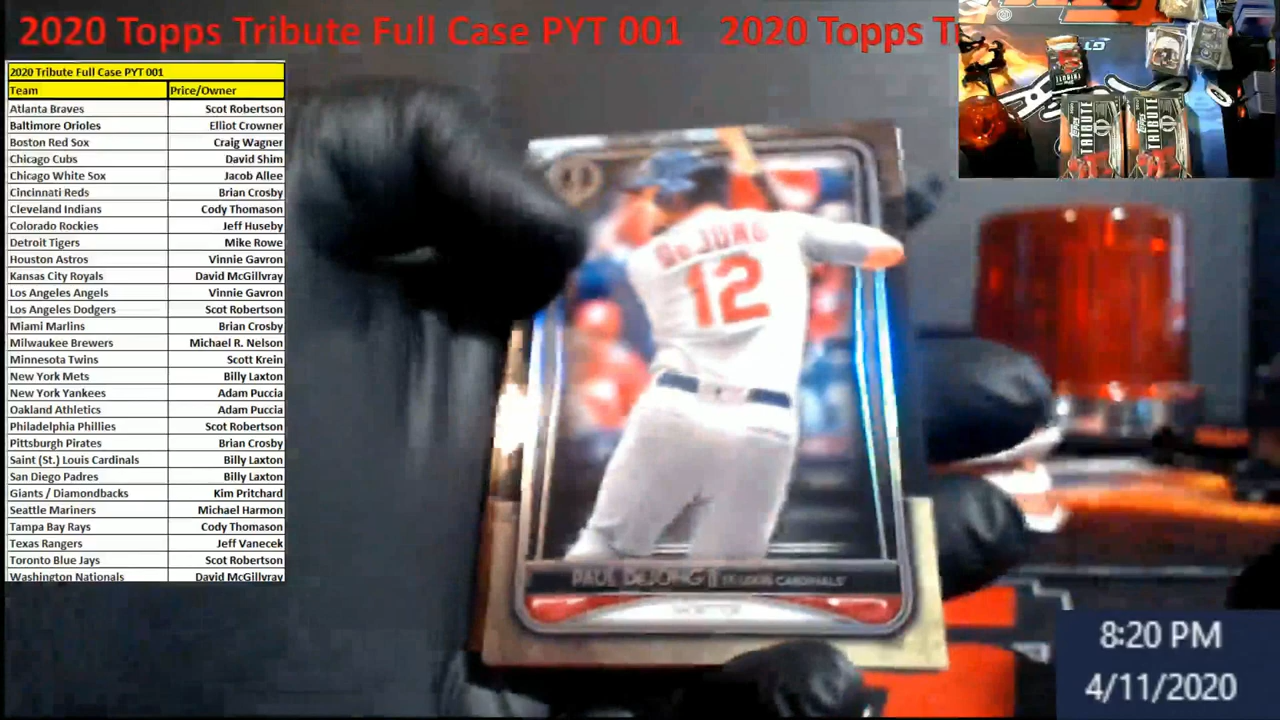 2020 Topps Tribute Full Case PYT 001 2020 Topps T
2020 Tribute Full Case PYT 001
Team Price/Owner
Atlanta Braves Scot Robertson
Baltimore Orioles Elliot Crowner
Boston Red Sox Craig Wagner
Chicago Cubs David Shim
Chicago White Sox Jacob Allee
Cincinnati Reds Brian Crosby
Cleveland Indians Cody Thomason
Colorado Rockies Jeff Huseby
Detroit Tigers Mike Rowe
Houston Astros Vinnie Gavron
Kansas City Royals David McGillvray
Los Angeles Angels Vinnie Gavron
Los Angeles Dodgers Scot Robertson
Miami Marlins Brian Crosby
Milwaukee Brewers Michael R. Nelson
Minnesota Twins Scott Krein
New York Mets Billy Laxton
New York Yankees Adam Puccia
Oakland Athletics Adam Puccia
Philadelphia Phillies Scot Robertson
Pittsburgh Pirates Brian Crosby
Saint (St.) Louis Cardinals Billy Laxton
San Diego Padres Billy Laxton
Giants / Diamondbacks Kim Pritchard
Seattle Mariners Michael Harmon
Tampa Bay Rays Cody Thomason
Texas Rangers Jeff Vanecek
Toronto Blue Jays Scot Robertson
Washington Nationals David McGillvray
DeJONG
12
PAUL DEJONG ST. LOUIS CARDINALS
TRIBUTE
TRIBUTE
8:20 PM
4/11/2020